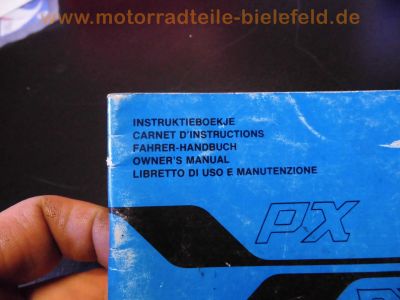 www.motorradteile-bielefeld.de
INSTRUKTIEBOEKJE
CARNET D'INSTRUCTIONS
FAHRER-HANDBUCH
OWNER'S MANUAL
LIBRETTO DI USO E MANUTENZIONE
PX